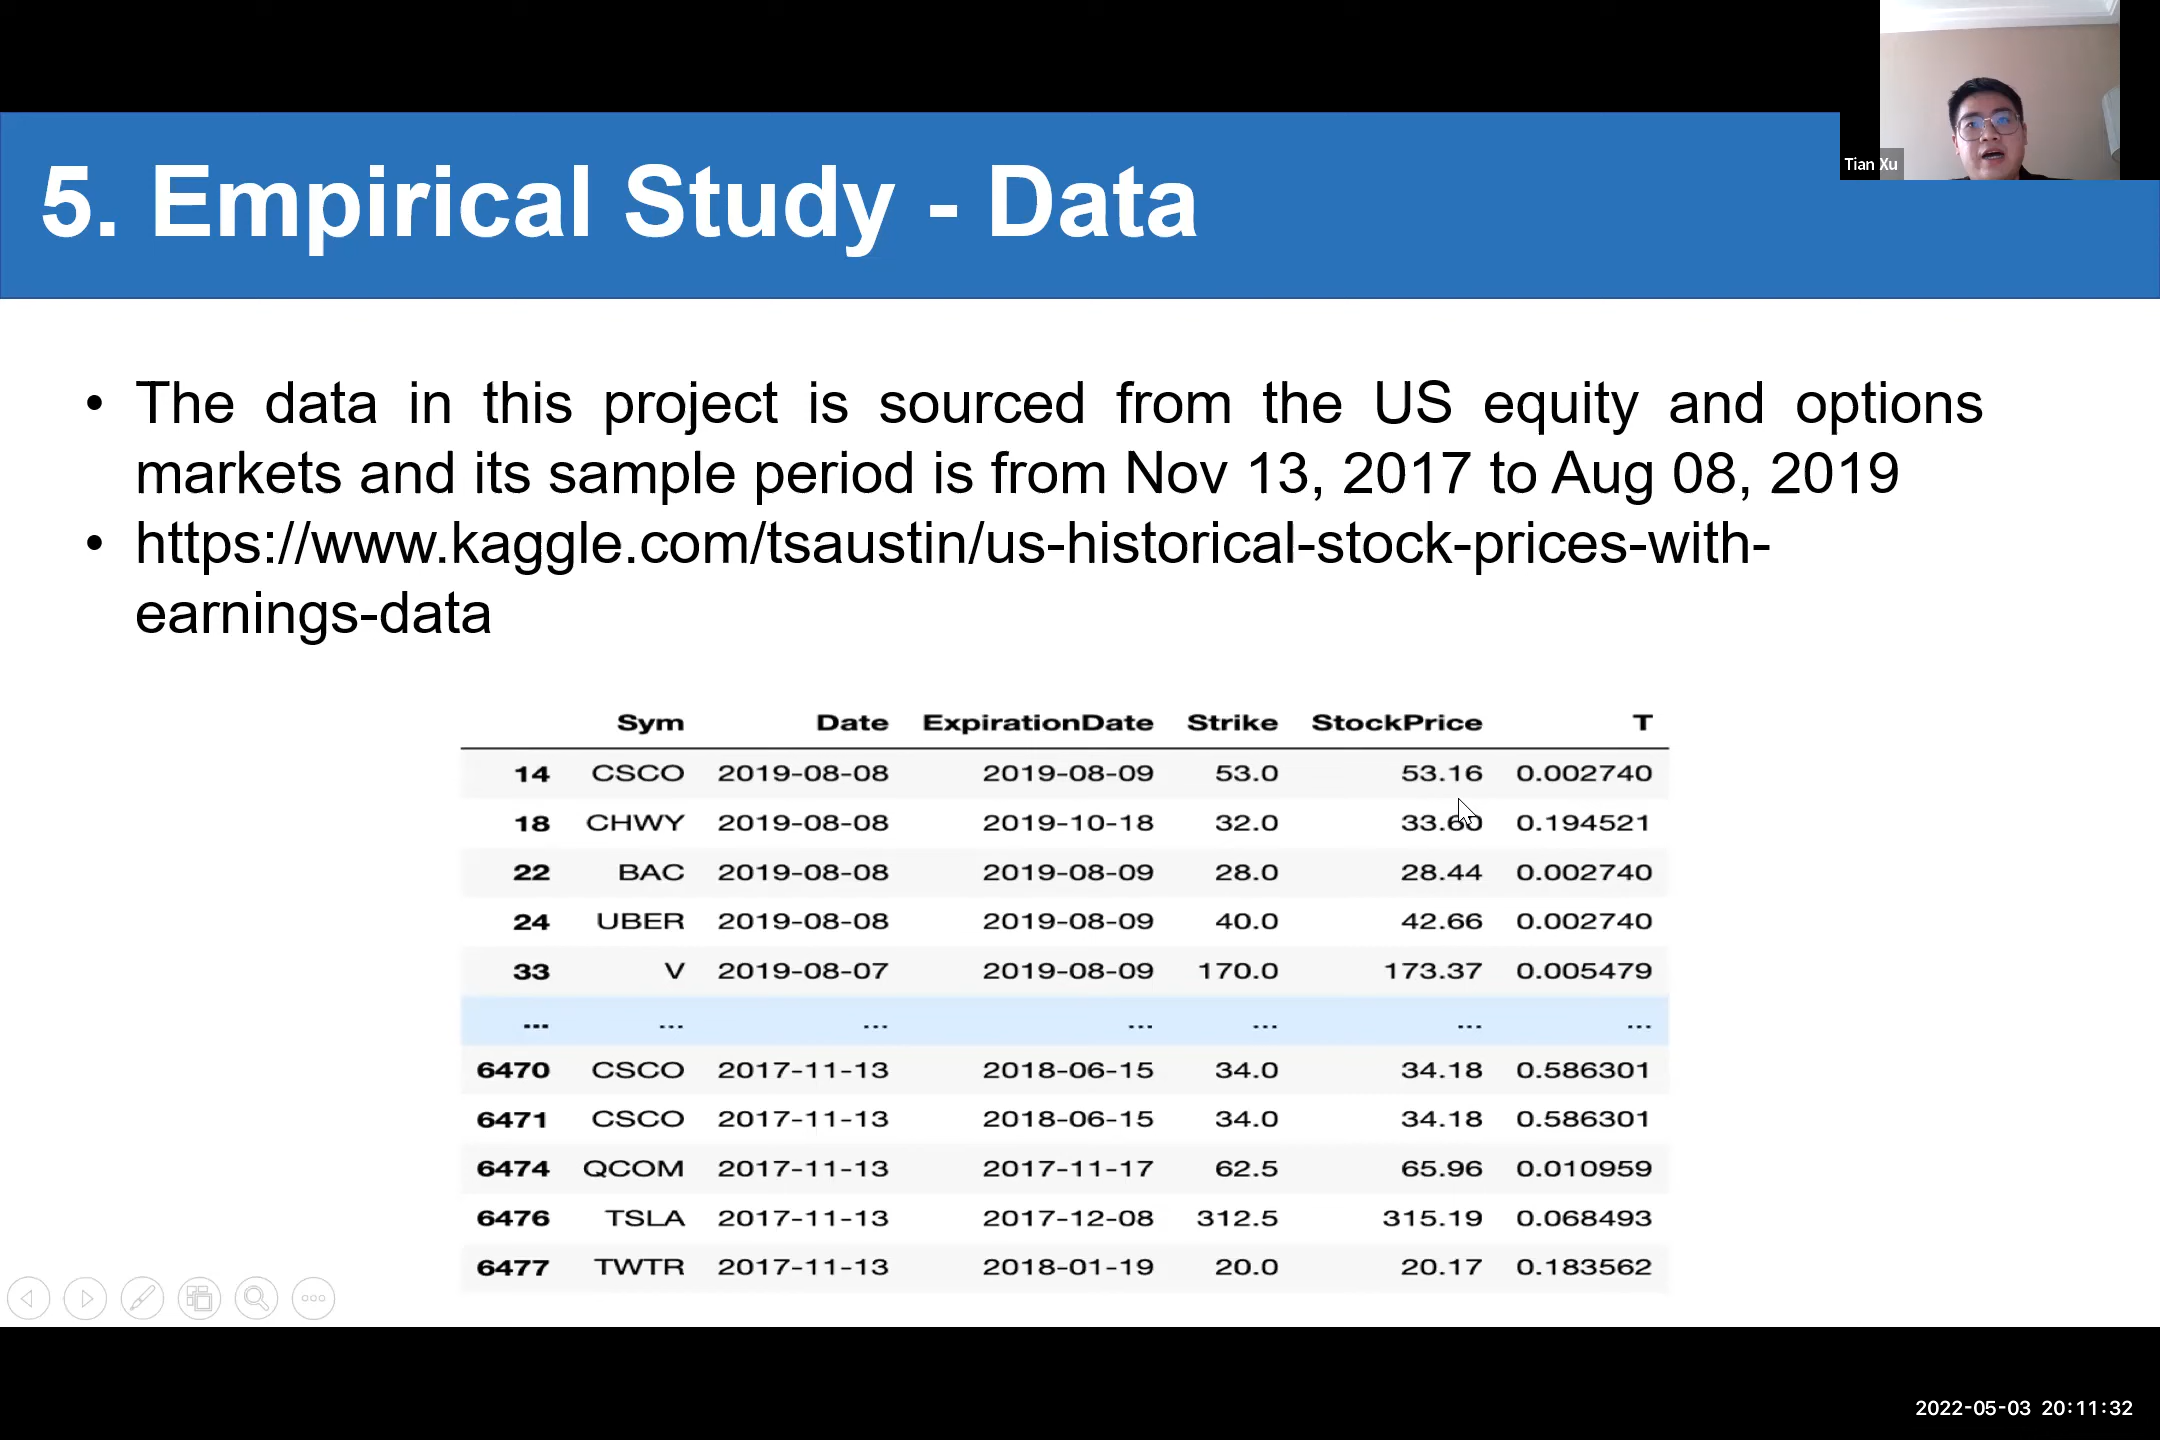 Tian Xu
5. Empirical Study - Data
• The data in this project is sourced from the US equity and options
markets and its sample period is from Nov 13, 2017 to Aug 08, 2019
• https://www.kaggle.com/tsaustin/us-historical-stock-prices-with-
earnings-data
Sym Date ExpirationDate Strike StockPrice T
14 CSCO 2019-08-08 2019-08-09 53.0 53.16 0.002740
18 CHWY 2019-08-08 2019-10-18 32.0 33.60 0.194521
22 BAC 2019-08-08 2019-08-09 28.0 28.44 0.002740
24 UBER 2019-08-08 2019-08-09 40.0 42.66 0.002740
33 V 2019-08-07 2019-08-09 170.0 173.37 0.005479
... ... ... ... ... ... ...
6470 CSCO 2017-11-13 2018-06-15 34.0 34.18 0.586301
6471 CSCO 2017-11-13 2018-06-15 34.0 34.18 0.586301
6474 QCOM 2017-11-13 2017-11-17 62.5 65.96 0.010959
6476 TSLA 2017-11-13 2017-12-08 312.5 315.19 0.068493
6477 TWTR 2017-11-13 2018-01-19 20.0 20.17 0.183562
2022-05-03 20:11:32